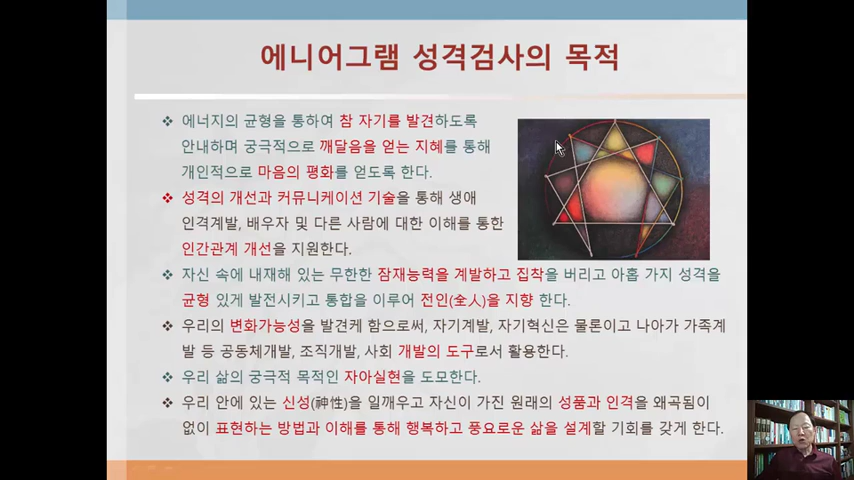 에니어그램 성격검사의 목적
❖ 에너지의 균형을 통하여 참 자기를 발견하도록
안내하며 궁극적으로 깨달음을 얻는 지혜를 통해
개인적으로 마음의 평화를 얻도록 한다.
❖ 성격의 개선과 커뮤니케이션 기술을 통해 생애
인격계발, 배우자 및 다른 사람에 대한 이해를 통한
인간관계 개선을 지원한다.
❖ 자신 속에 내재해 있는 무한한 잠재능력을 계발하고 집착을 버리고 아홉 가지 성격을
균형 있게 발전시키고 통합을 이루어 전인(全人)을 지향 한다.
❖ 우리의 변화가능성을 발견케 함으로써, 자기계발, 자기혁신은 물론이고 나아가 가족계
발 등 공동체개발, 조직개발, 사회 개발의 도구로서 활용한다.
❖ 우리 삶의 궁극적 목적인 자아실현을 도모한다.
❖ 우리 안에 있는 신성(神性)을 일깨우고 자신이 가진 원래의 성품과 인격을 왜곡됨이
없이 표현하는 방법과 이해를 통해 행복하고 풍요로운 삶을 설계할 기회를 갖게 한다.